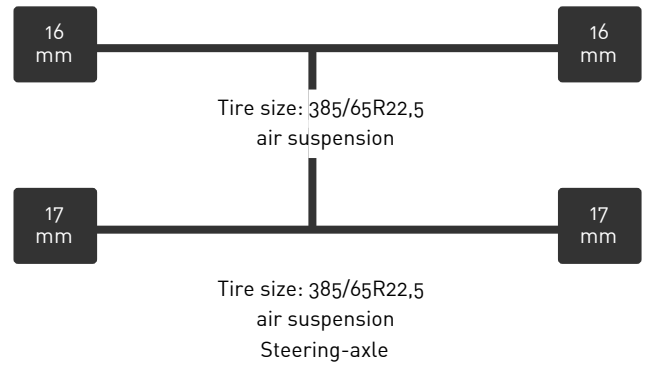 16
mm
16
mm
Tire size: 385/65R22,5
air suspension
17
mm
17
mm
Tire size: 385/65R22,5
air suspension
Steering-axle